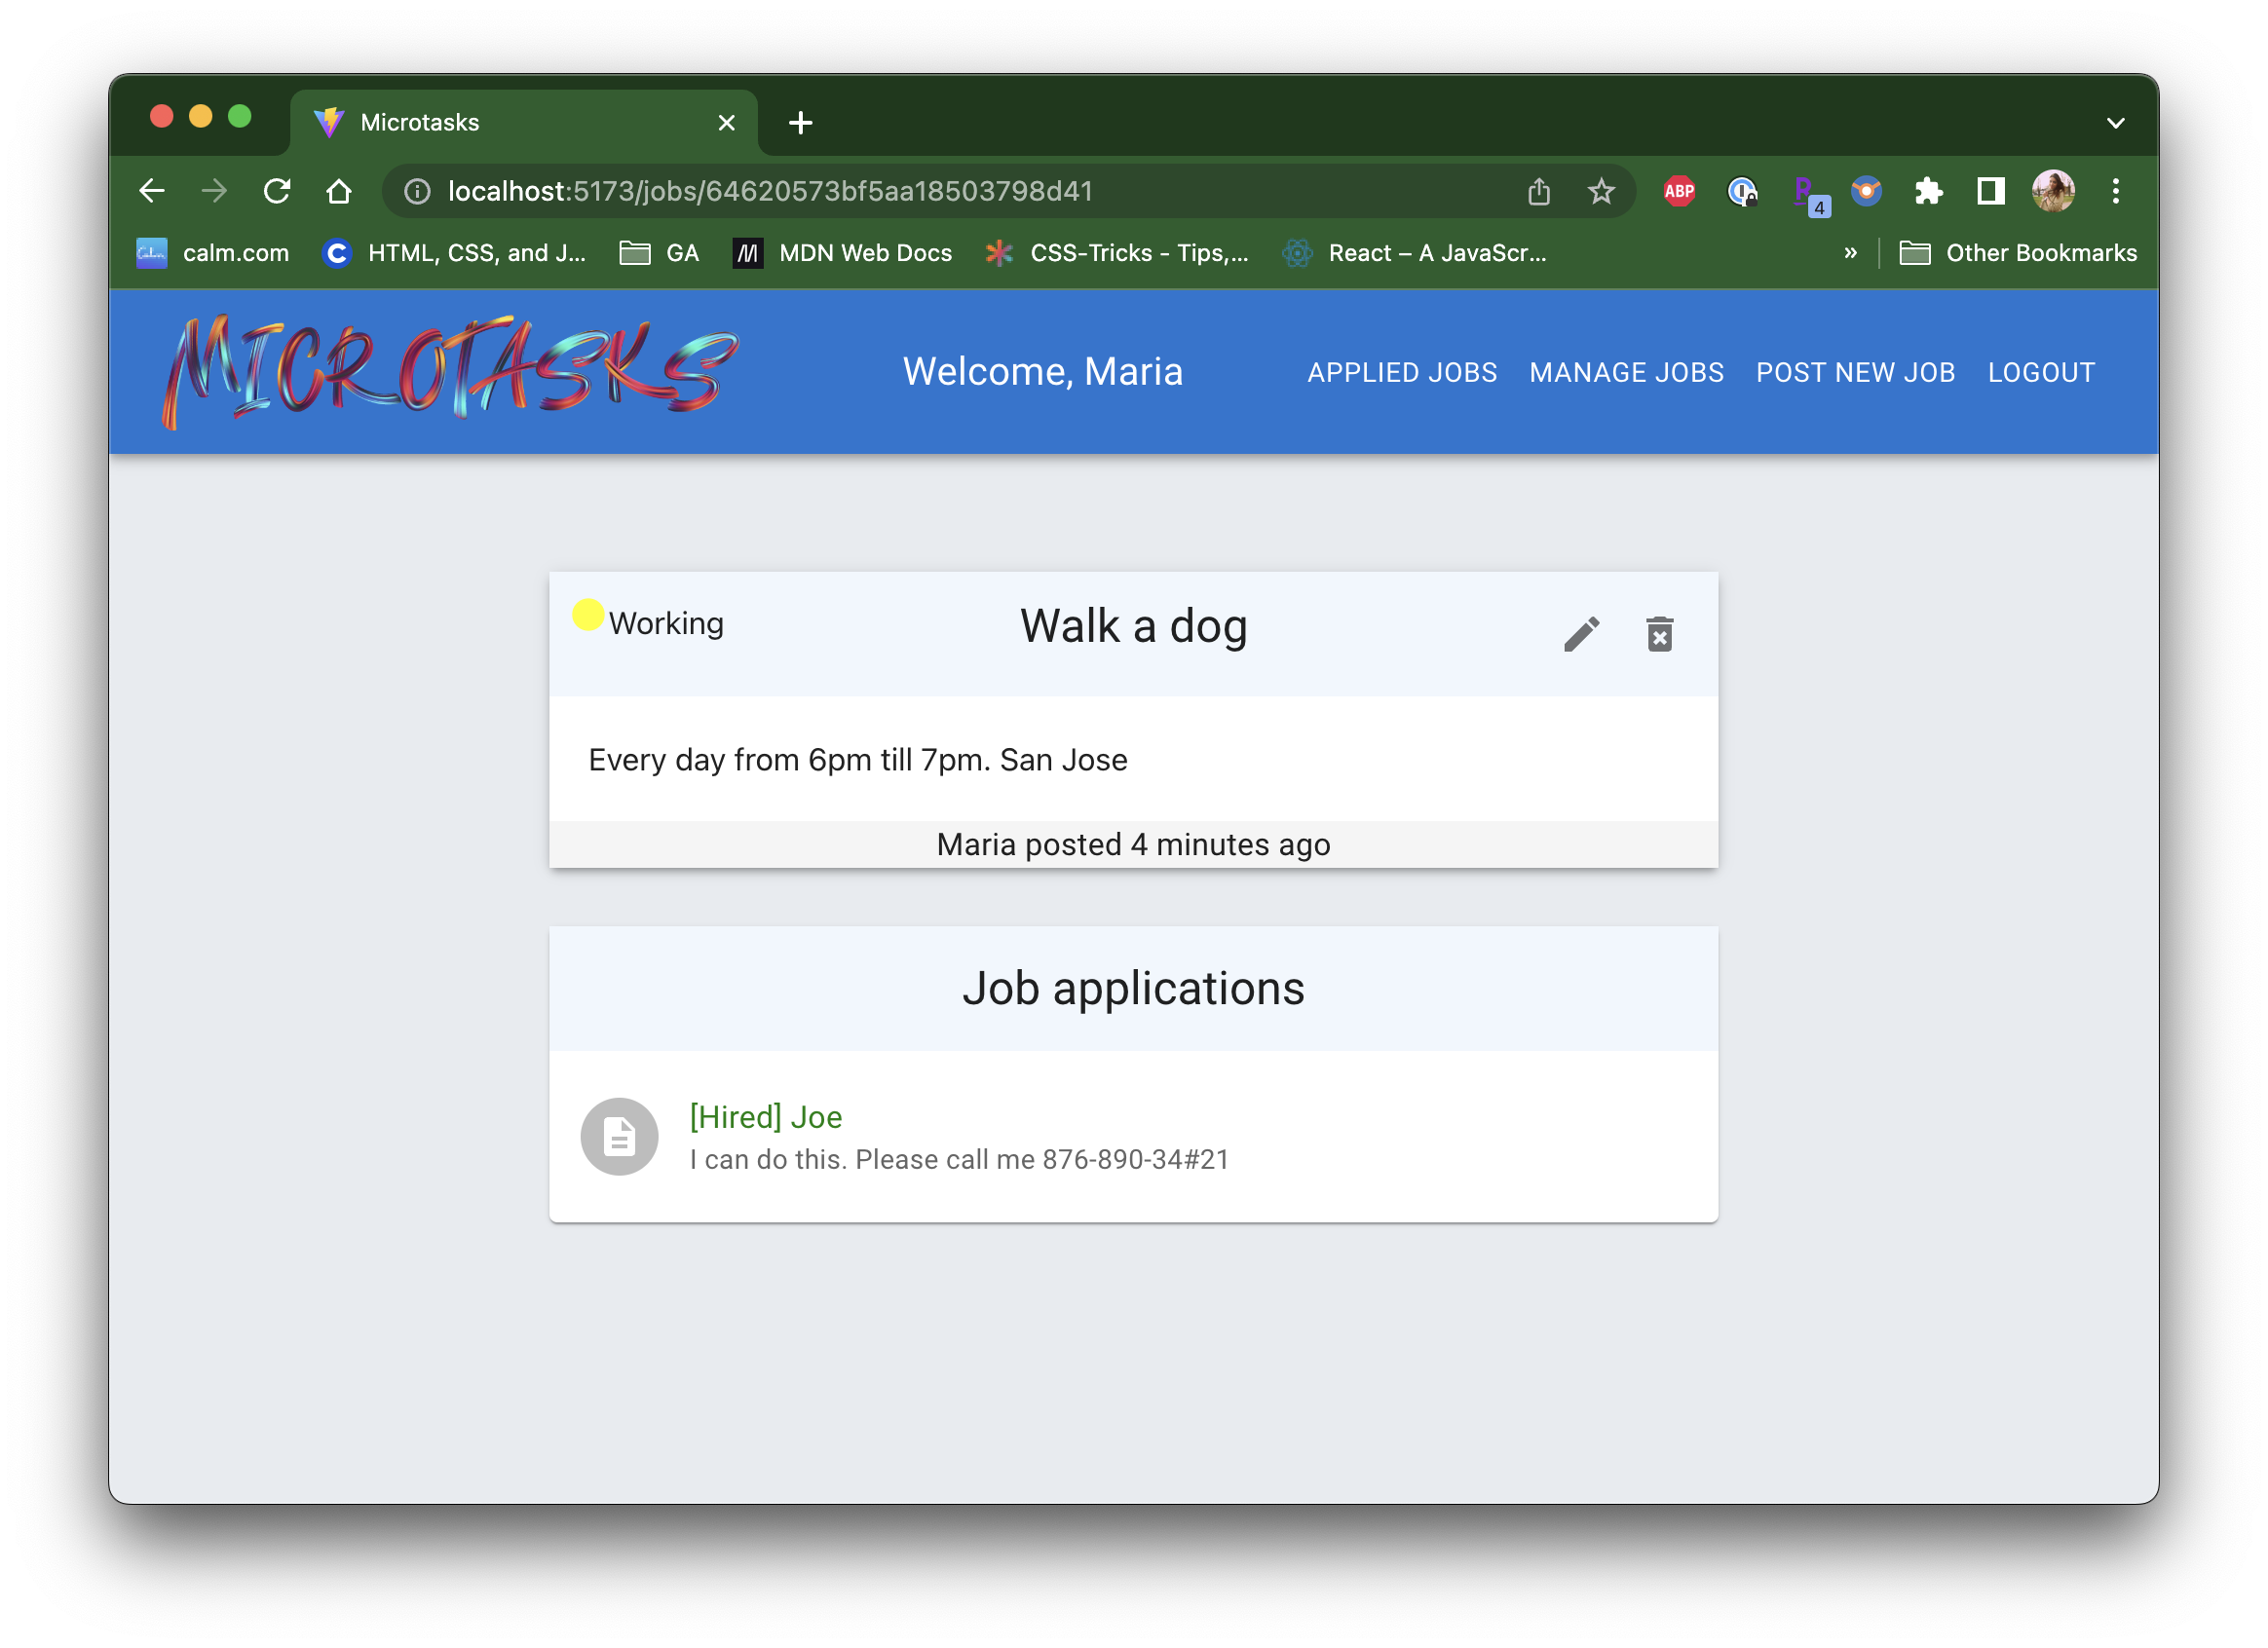 Microtasks
localhost:5173/jobs/64620573bf5aa18503798d41
ABP
4
calm.com
HTML, CSS, and J...
GA
MDN Web Docs
CSS-Tricks - Tips,...
React – A JavaScr...
»
Other Bookmarks
MICROTASKS
Welcome, Maria
APPLIED JOBS
MANAGE JOBS
POST NEW JOB
LOGOUT
Working
Walk a dog
Every day from 6pm till 7pm. San Jose
Maria posted 4 minutes ago
Job applications
[Hired] Joe
I can do this. Please call me 876-890-34#21